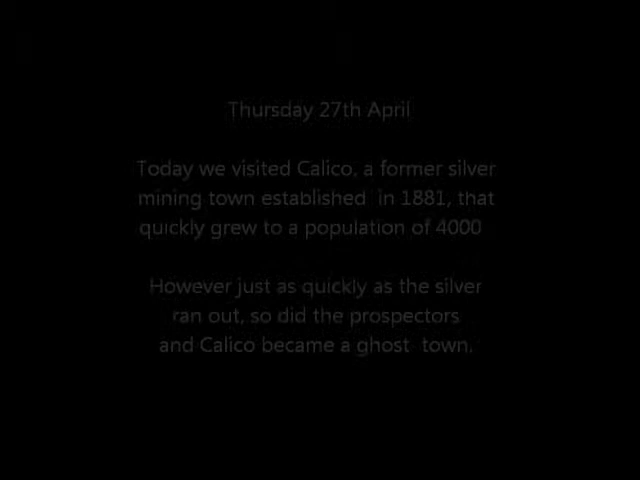 Thursday 27th April
Today we visited Calico, a former silver
mining town established in 1881, that
quickly grew to a population of 4000
However just as quickly as the silver
ran out, so did the prospectors
and Calico became a ghost town.